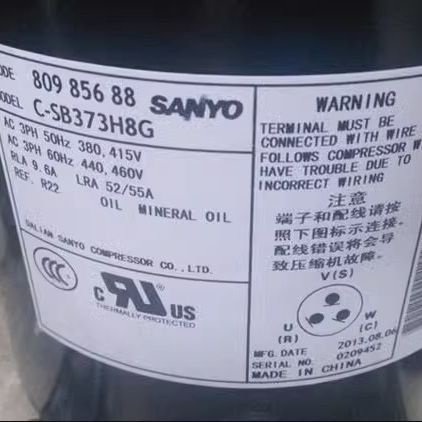 ODE 809 856 88 SANYO
MODEL C-SB373H8G
AC 3PH 50Hz 380,415V
AC 3PH 60Hz 440,460V
RLA 9.6A LRA 52/55A
REF. R22 OIL MINERAL OIL
DALIAN SANYO COMPRESSOR CO.,LTD.
CCC
C RU US
THERMALLY-PROTECTED
WARNING
TERMINAL MUST BE
CONNECTED WITH WIRE
FOLLOWS COMPRESSOR W
HAVE TROUBLE DUE TO
INCORRECT WIRING
注意
端子和配线请按
照下图标示连接。
配线错误将会导
致压缩机故障。
V(S)
U
(R)
W
(C)
MFG. DATE 2013.08.06
SERIAL NO. 0209452
MADE IN CHINA